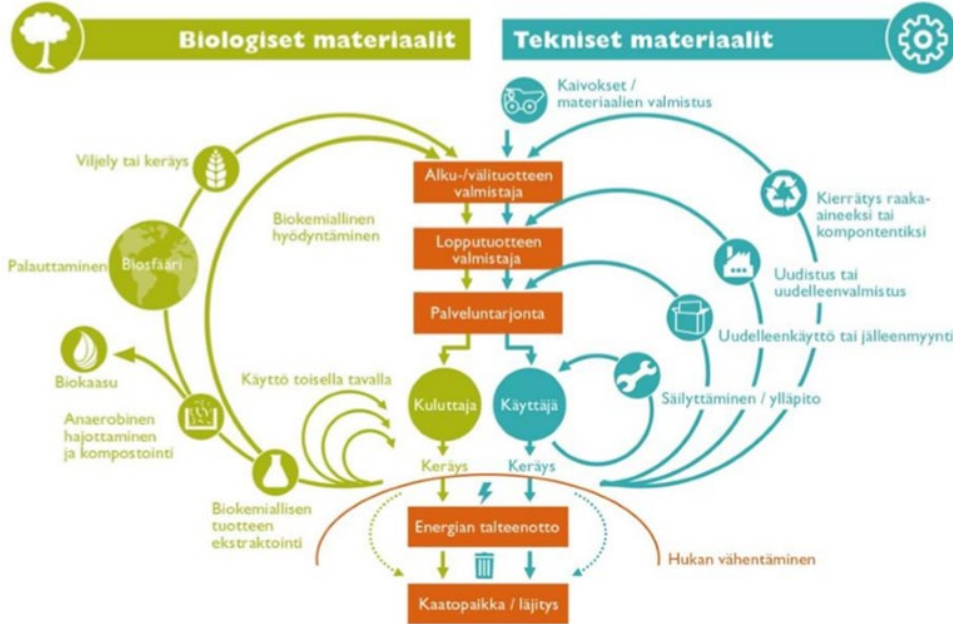 Biologiset materiaalit
Tekniset materiaalit
Kaivokset /
materiaalien valmistus
Viljely tai keräys
Alku-/välituotteen
valmistaja
Kierrätys raaka-
aineeksi tai
kompontentiksi
Biokemiallinen
hyödyntäminen
Lopputuotteen
valmistaja
Palauttaminen
Biosfääri
Uudistus tai
uudelleenvalmistus
Palveluntarjonta
Uudelleenkäyttö tai jälleenmyynti
Biokaasu
Käyttö toisella tavalla
Kuluttaja
Käyttäjä
Säilyttäminen / ylläpito
Anaerobinen
hajottaminen
ja kompostointi
Keräys
Keräys
Biokemiallisen
tuotteen
ekstraktointi
Energian talteenotto
Hukan vähentäminen
Kaatopaikka / läjitys